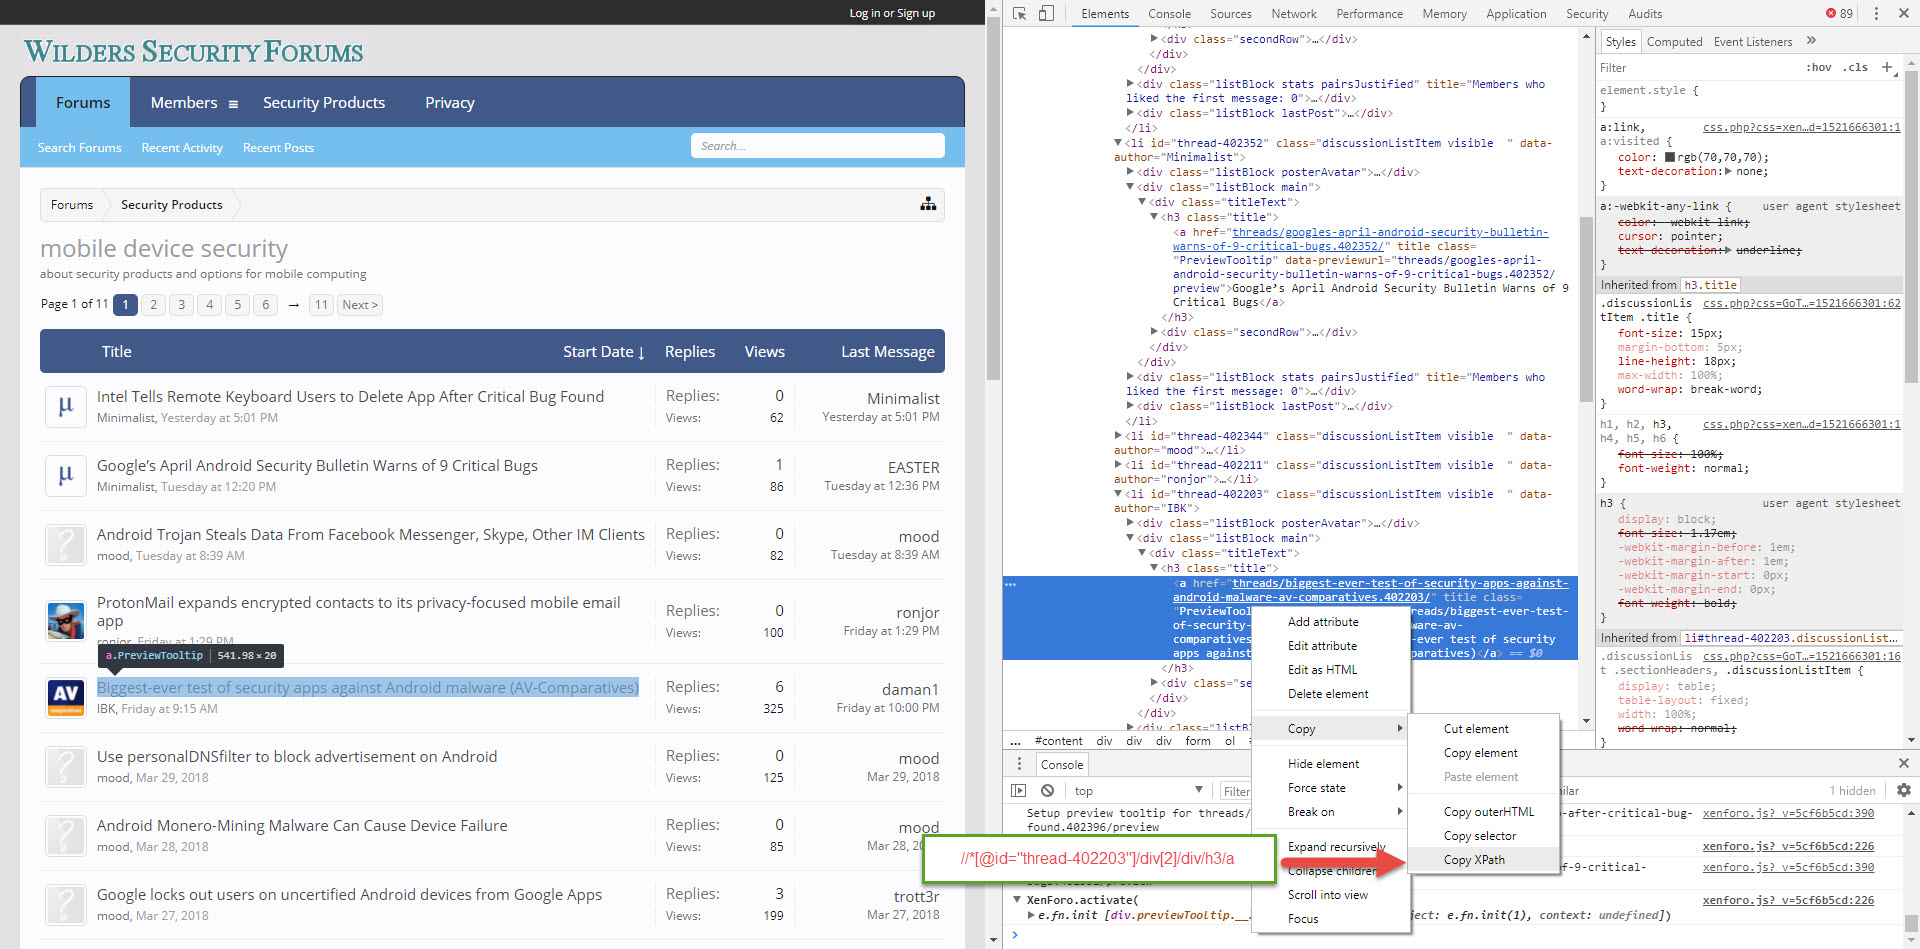 Log in or Sign up
WILDERS SECURITY FORUMS
Forums
Members
Security Products
Privacy
Search Forums
Recent Activity
Recent Posts
Search...
Forums
Security Products
mobile device security
about security products and options for mobile computing
Page 1 of 11
1 2 3 4 5 6 → 11 Next >
Title
Start Date ↓
Replies
Views
Last Message
Intel Tells Remote Keyboard Users to Delete App After Critical Bug Found
Minimalist, Yesterday at 5:01 PM
Replies: 0
Views: 62
Minimalist
Yesterday at 5:01 PM
Google’s April Android Security Bulletin Warns of 9 Critical Bugs
Minimalist, Tuesday at 12:20 PM
Replies: 1
Views: 86
EASTER
Tuesday at 12:36 PM
Android Trojan Steals Data From Facebook Messenger, Skype, Other IM Clients
mood, Tuesday at 8:39 AM
Replies: 0
Views: 82
mood
Tuesday at 8:39 AM
ProtonMail expands encrypted contacts to its privacy-focused mobile email
app
ronjor, Friday at 1:29 PM
Replies: 0
Views: 100
ronjor
Friday at 1:29 PM
a.PreviewTooltip | 541.98 × 20
AV
comparatives
Biggest-ever test of security apps against Android malware (AV-Comparatives)
IBK, Friday at 9:15 AM
Replies: 6
Views: 325
daman1
Friday at 10:00 PM
Use personalDNSfilter to block advertisement on Android
mood, Mar 29, 2018
Replies: 0
Views: 125
mood
Mar 29, 2018
Android Monero-Mining Malware Can Cause Device Failure
mood, Mar 28, 2018
Replies: 0
Views: 85
mood
Mar 28, 20
Google locks out users on uncertified Android devices from Google Apps
mood, Mar 27, 2018
Replies: 3
Views: 199
trott3r
Mar 27, 2018
Elements
Console
Sources
Network
Performance
Memory
Application
Security
Audits
89
<div class="secondRow">…</div>
</div>
</div>
<div class="listBlock stats pairsJustified" title="Members who
liked the first message: 0">…</div>
<div class="listBlock lastPost">…</div>
</li>
<li id="thread-402352" class="discussionListItem visible  " data-
author="Minimalist">
<div class="listBlock posterAvatar">…</div>
<div class="listBlock main">
<div class="titleText">
<h3 class="title">
<a href="threads/googles-april-android-security-bulletin-
warns-of-9-critical-bugs.402352/" title class=
"PreviewTooltip" data-previewurl="threads/googles-april-
android-security-bulletin-warns-of-9-critical-bugs.402352/
preview">Google’s April Android Security Bulletin Warns of 9
Critical Bugs</a>
</h3>
<div class="secondRow">…</div>
</div>
</div>
<div class="listBlock stats pairsJustified" title="Members who
liked the first message: 0">…</div>
<div class="listBlock lastPost">…</div>
</li>
<li id="thread-402344" class="discussionListItem visible  " data-
author="mood">…</li>
<li id="thread-402211" class="discussionListItem visible  " data-
author="ronjor">…</li>
<li id="thread-402203" class="discussionListItem visible  " data-
author="IBK">
<div class="listBlock posterAvatar">…</div>
<div class="listBlock main">
<div class="titleText">
<h3 class="title">
<a href="threads/biggest-ever-test-of-security-apps-against-
android-malware-av-comparatives.402203/" title class=
"PreviewTool hreads/biggest-ever-test-
of-security- ware-av-
comparatives -ever test of security
apps against paratives)</a> == $0
</h3>
<div class="se
</div>
</div>
<div class="listB
... #content div div div form ol
Add attribute
Edit attribute
Edit as HTML
Delete element
Copy
Hide element
Force state
Break on
Expand recursively
Collapse children
Scroll into view
Focus
Cut element
Copy element
Paste element
Copy outerHTML
Copy selector
Copy XPath
//*[@id="thread-402203"]/div[2]/div/h3/a
Console
top
Filter
ilar
1 hidden
Setup preview tooltip for threads/ -after-critical-bug-
found.402396/preview
xenforo.js?_v=5cf6b5cd:390
xenforo.js?_v=5cf6b5cd:226
-of-9-critical-
xenforo.js?_v=5cf6b5cd:390
XenForo.activate(
xenforo.js?_v=5cf6b5cd:226
e.fn.init [div.previewTooltip.__ ject: e.fn.init(1), context: undefined])
Styles
Computed
Event Listeners
Filter
:hov .cls +
element.style {
}
a:link, css.php?css=xen…d=1521666301:1
a:visited {
color: rgb(70,70,70);
text-decoration: none;
}
a:-webkit-any-link { user agent stylesheet
color: -webkit-link;
cursor: pointer;
text-decoration: underline;
}
Inherited from h3.title
.discussionLis css.php?css=GoT…=1521666301:62
tItem .title {
font-size: 15px;
margin-bottom: 5px;
line-height: 18px;
max-width: 100%;
word-wrap: break-word;
}
h1, h2, h3, css.php?css=xen…d=1521666301:1
h4, h5, h6 {
font-size: 100%;
font-weight: normal;
}
h3 { user agent stylesheet
display: block;
font-size: 1.17em;
-webkit-margin-before: 1em;
-webkit-margin-after: 1em;
-webkit-margin-start: 0px;
-webkit-margin-end: 0px;
font-weight: bold;
}
Inherited from li#thread-402203.discussionList...
.discussionLis css.php?css=GoT…=1521666301:16
t .sectionHeaders, .discussionListItem {
display: table;
table-layout: fixed;
width: 100%;
word-wrap: normal;
}